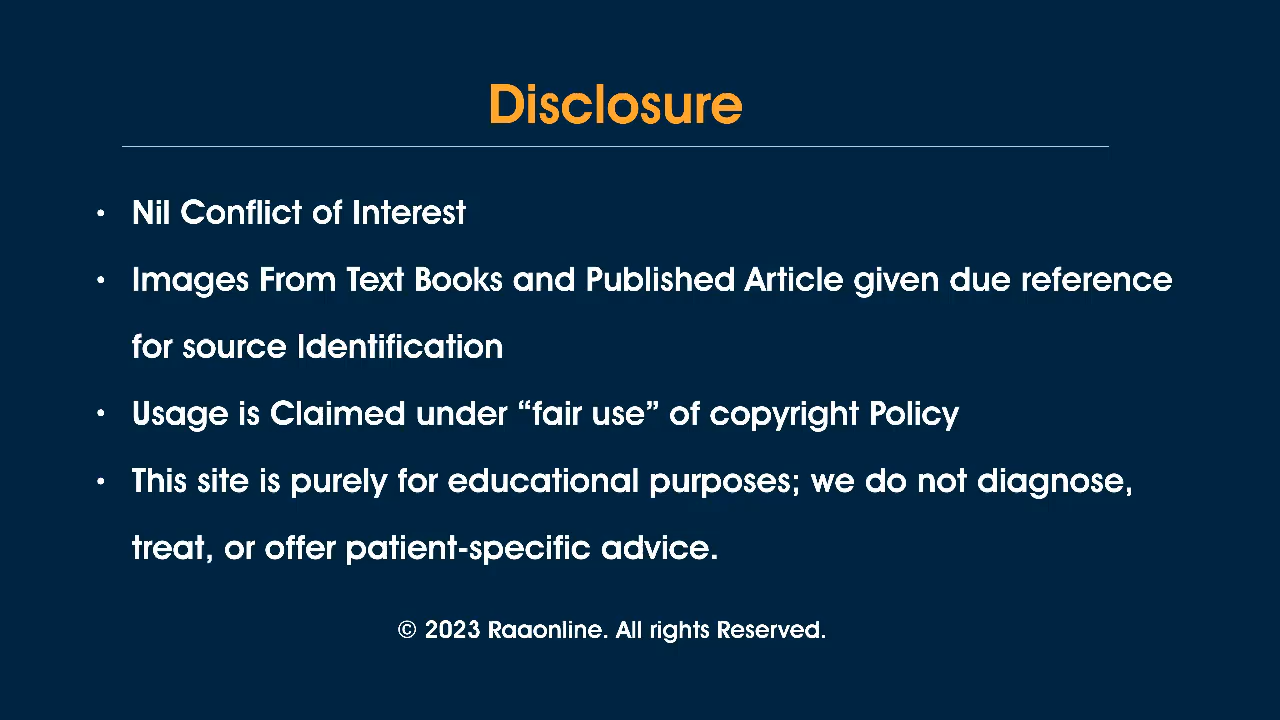 Disclosure
• Nil Conflict of Interest
• Images From Text Books and Published Article given due reference
for source Identification
• Usage is Claimed under “fair use” of copyright Policy
• This site is purely for educational purposes; we do not diagnose,
treat, or offer patient-specific advice.
© 2023 Raaonline. All rights Reserved.